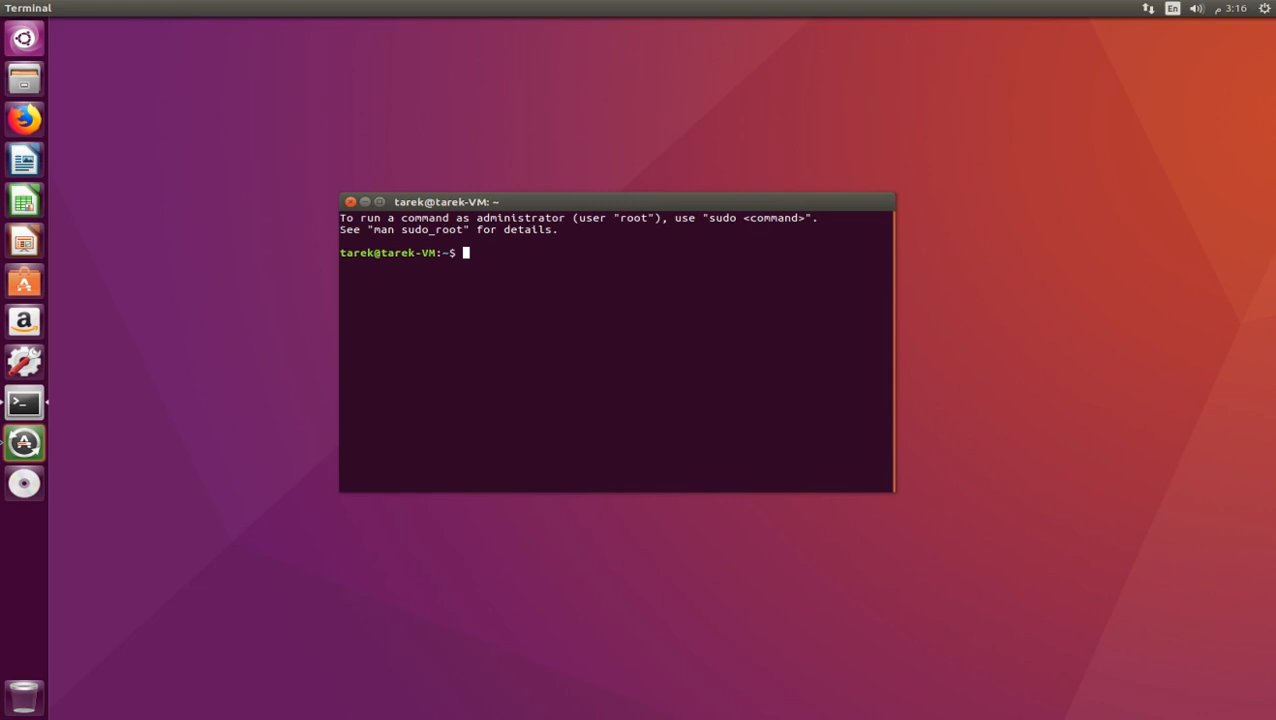 Terminal
En
3:16 م
tarek@tarek-VM: ~
To run a command as administrator (user "root"), use "sudo <command>".
See "man sudo_root" for details.
tarek@tarek-VM:~$